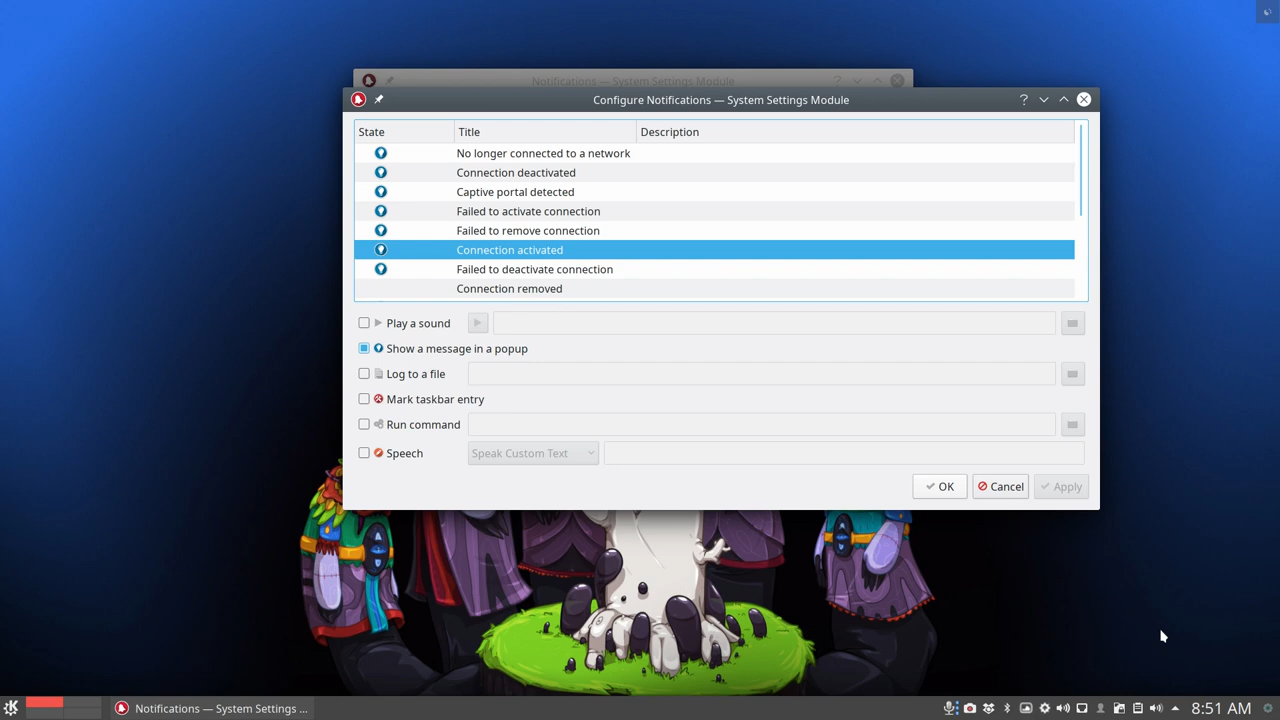 Notifications — System Settings Module
Configure Notifications — System Settings Module
State Title Description
No longer connected to a network
Connection deactivated
Captive portal detected
Failed to activate connection
Failed to remove connection
Connection activated
Failed to deactivate connection
Connection removed
Play a sound
Show a message in a popup
Log to a file
Mark taskbar entry
Run command
Speech Speak Custom Text
OK Cancel Apply
Notifications — System Settings ... 8:51 AM